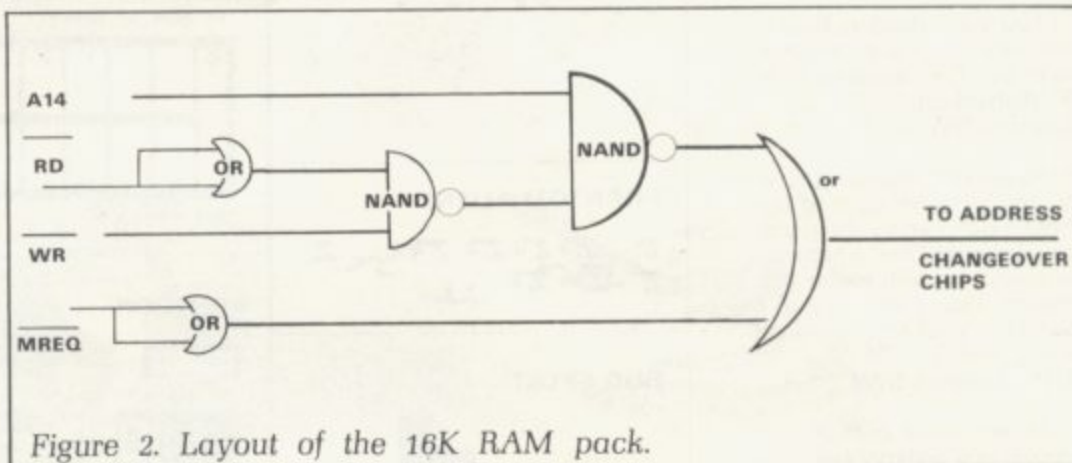 A14
RD
OR
NAND
NAND
WR
or
TO ADDRESS
CHANGEOVER
CHIPS
MREQ
OR
Figure 2. Layout of the 16K RAM pack.